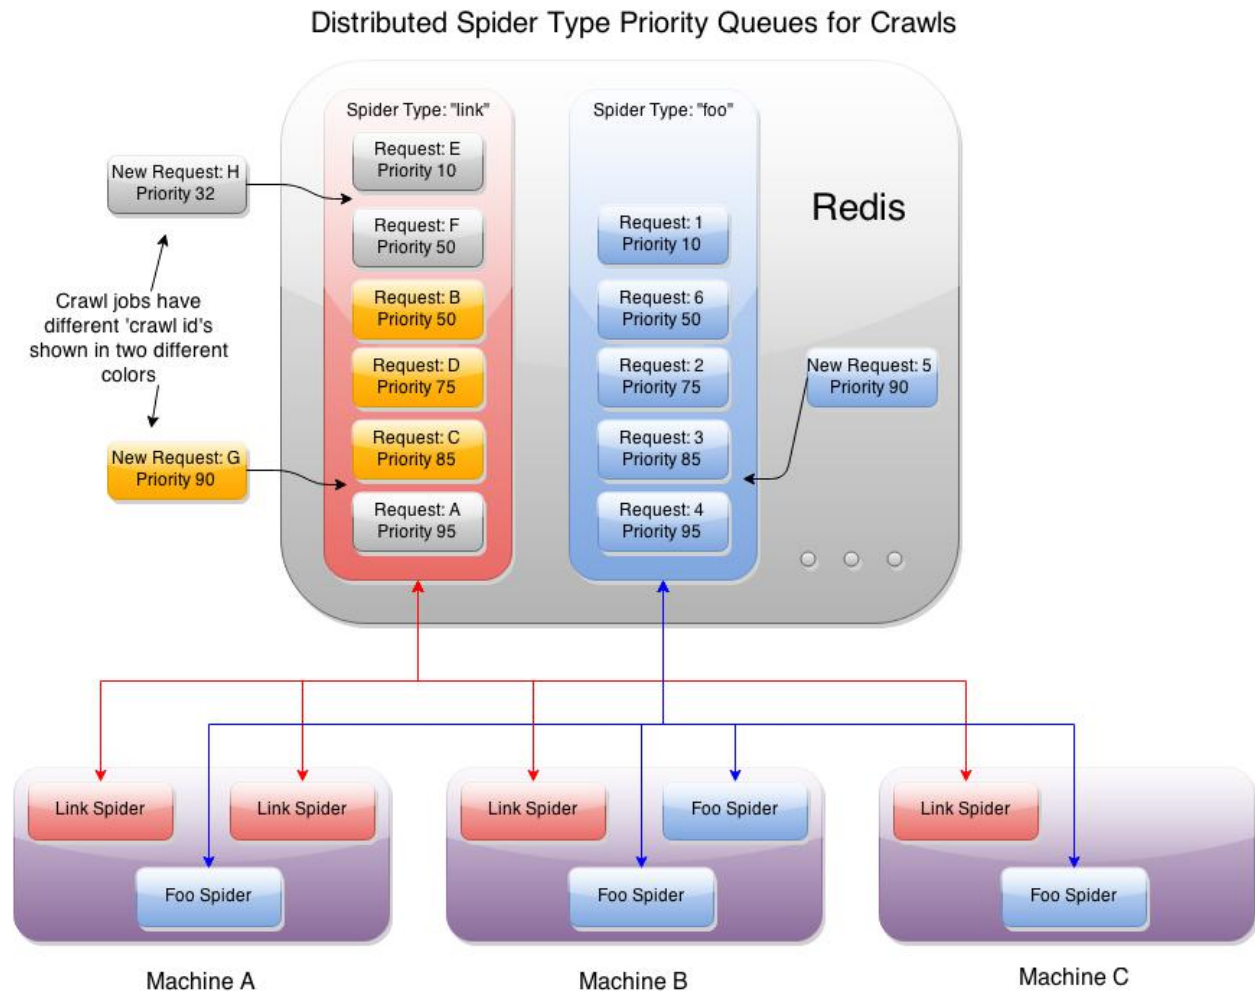 Distributed Spider Type Priority Queues for Crawls
Spider Type: "link"
Request: E
Priority 10
Request: F
Priority 50
Request: B
Priority 50
Request: D
Priority 75
Request: C
Priority 85
Request: A
Priority 95
Spider Type: "foo"
Request: 1
Priority 10
Request: 6
Priority 50
Request: 2
Priority 75
Request: 3
Priority 85
Request: 4
Priority 95
Redis
New Request: 5
Priority 90
New Request: H
Priority 32
Crawl jobs have
different 'crawl id's
shown in two different
colors
New Request: G
Priority 90
Link Spider
Link Spider
Foo Spider
Machine A
Link Spider
Foo Spider
Foo Spider
Machine B
Link Spider
Foo Spider
Machine C